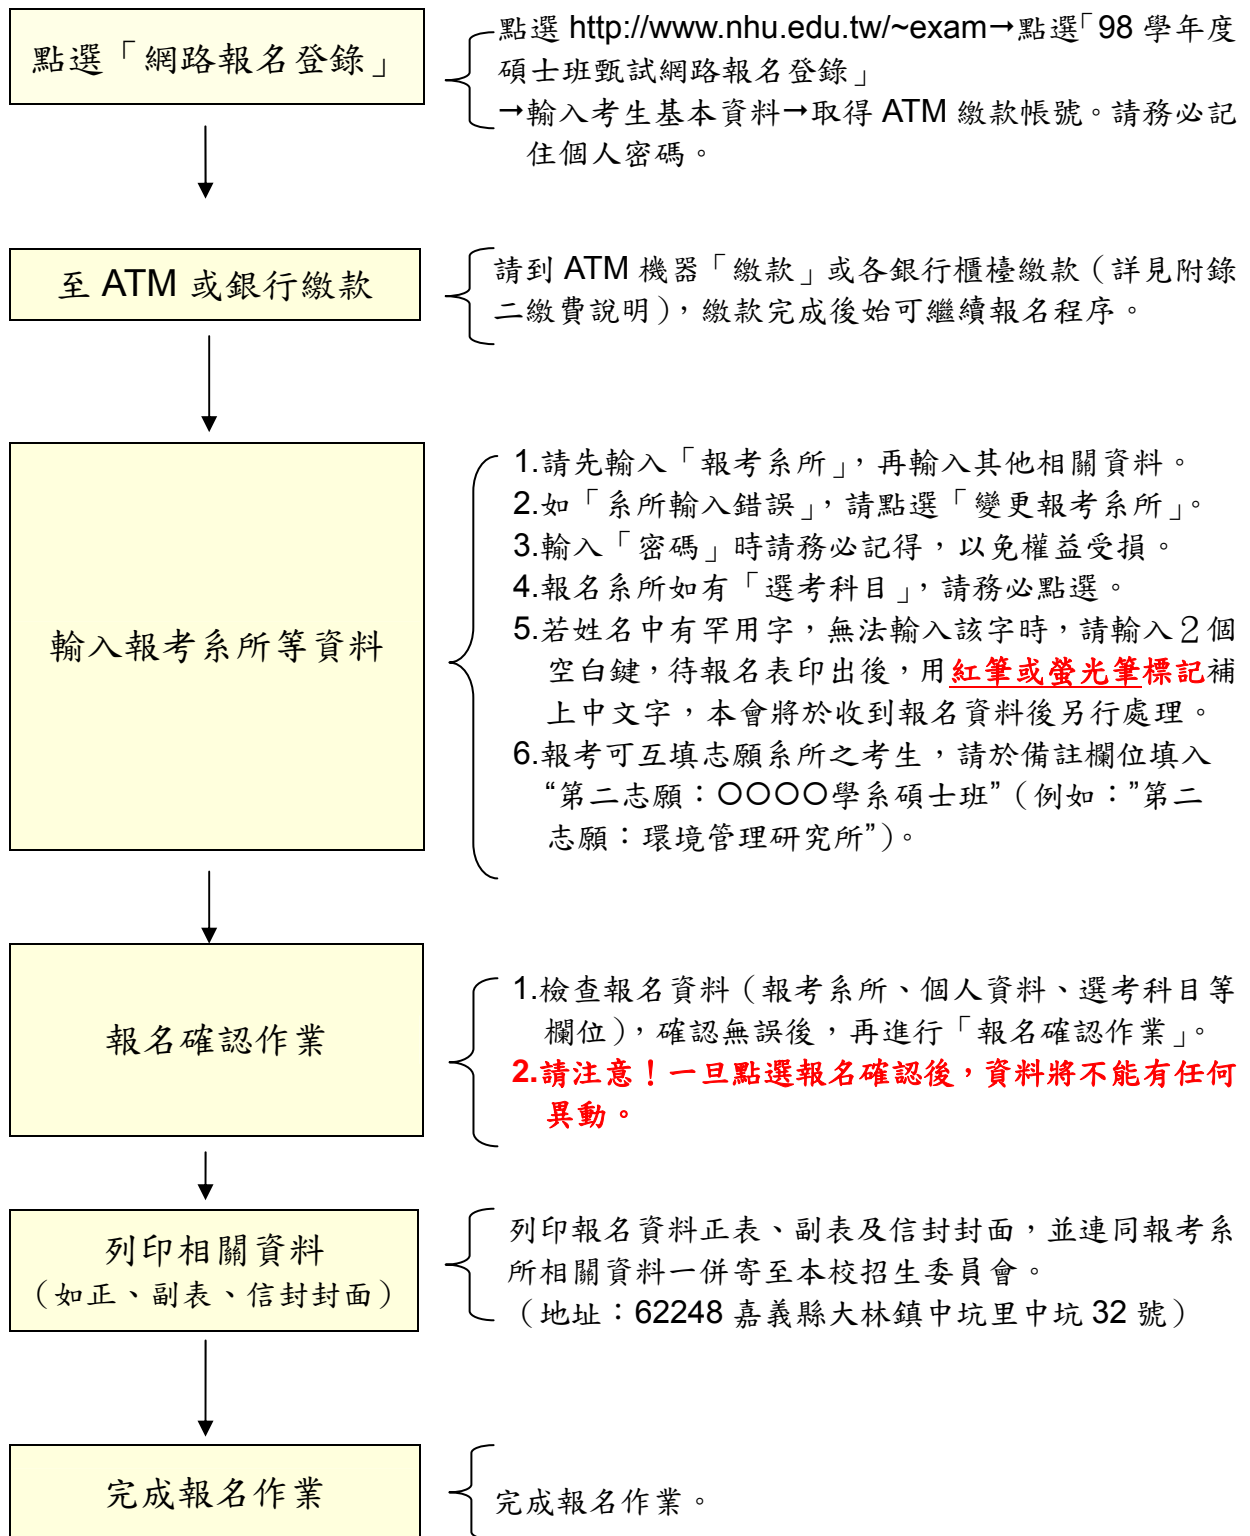 點選「網路報名登錄」
點選 http://www.nhu.edu.tw/~exam→點選「98 學年度
碩士班甄試網路報名登錄」
→輸入考生基本資料→取得 ATM 繳款帳號。請務必記
住個人密碼。
至 ATM 或銀行繳款
請到 ATM 機器「繳款」或各銀行櫃檯繳款（詳見附錄
二繳費說明），繳款完成後始可繼續報名程序。
輸入報考系所等資料
1.請先輸入「報考系所」，再輸入其他相關資料。
2.如「系所輸入錯誤」，請點選「變更報考系所」。
3.輸入「密碼」時請務必記得，以免權益受損。
4.報名系所如有「選考科目」，請務必點選。
5.若姓名中有罕用字，無法輸入該字時，請輸入２個
空白鍵，待報名表印出後，用紅筆或螢光筆標記補
上中文字，本會將於收到報名資料後另行處理。
6.報考可互填志願系所之考生，請於備註欄位填入
“第二志願：○○○○學系碩士班”（例如：”第二
志願：環境管理研究所”）。
報名確認作業
1.檢查報名資料（報考系所、個人資料、選考科目等
欄位），確認無誤後，再進行「報名確認作業」。
2.請注意！一旦點選報名確認後，資料將不能有任何
異動。
列印相關資料
（如正、副表、信封封面）
列印報名資料正表、副表及信封封面，並連同報考系
所相關資料一併寄至本校招生委員會。
（地址：62248 嘉義縣大林鎮中坑里中坑 32 號）
完成報名作業
完成報名作業。